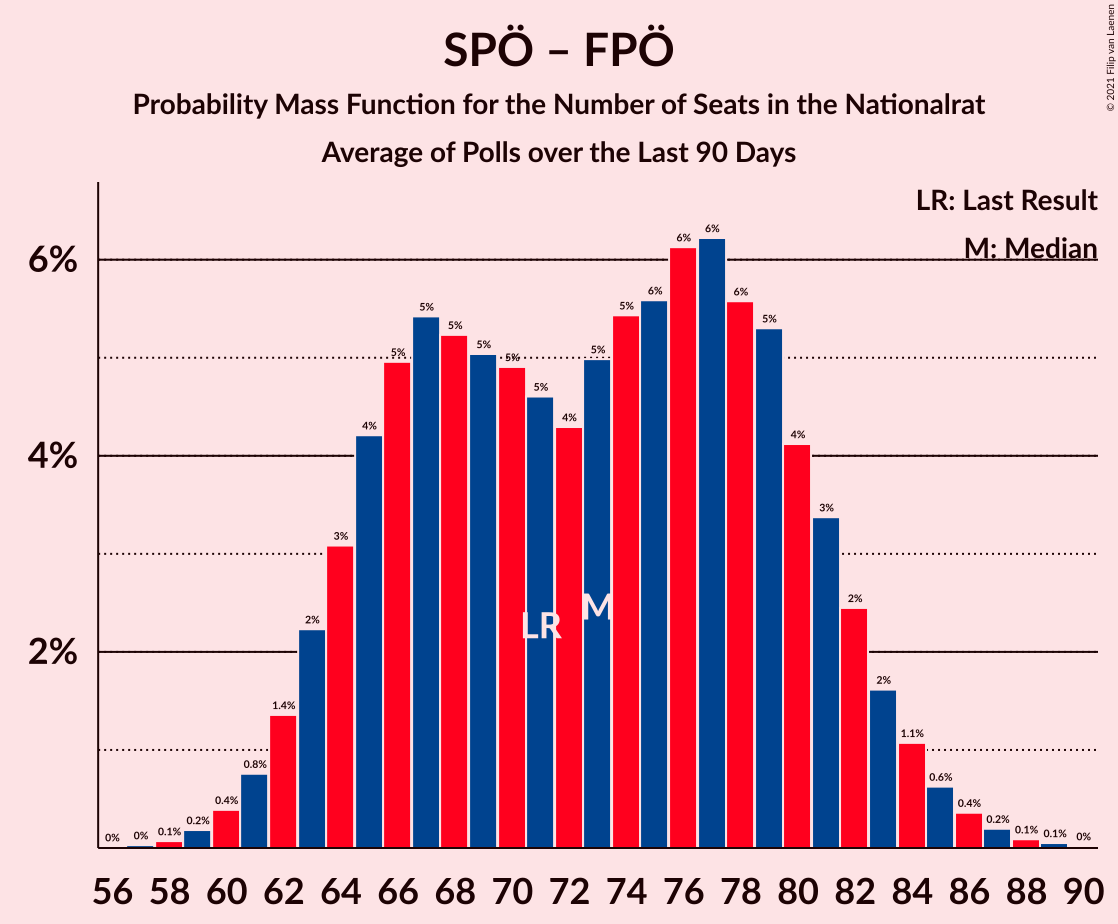 SPÖ – FPÖ
Probability Mass Function for the Number of Seats in the Nationalrat
Average of Polls over the Last 90 Days
© 2021 Filip van Laenen
LR: Last Result
M: Median
6%
4%
2%
0% 0% 0.1% 0.2% 0.4% 0.8% 1.4% 2% 3% 4% 5% 5% 5% 5% 5% 5% 4% 5% 5% 6% 6% 6% 6% 5% 4% 3% 2% 2% 1.1% 0.6% 0.4% 0.2% 0.1% 0.1% 0%
LR M
56 58 60 62 64 66 68 70 72 74 76 78 80 82 84 86 88 90